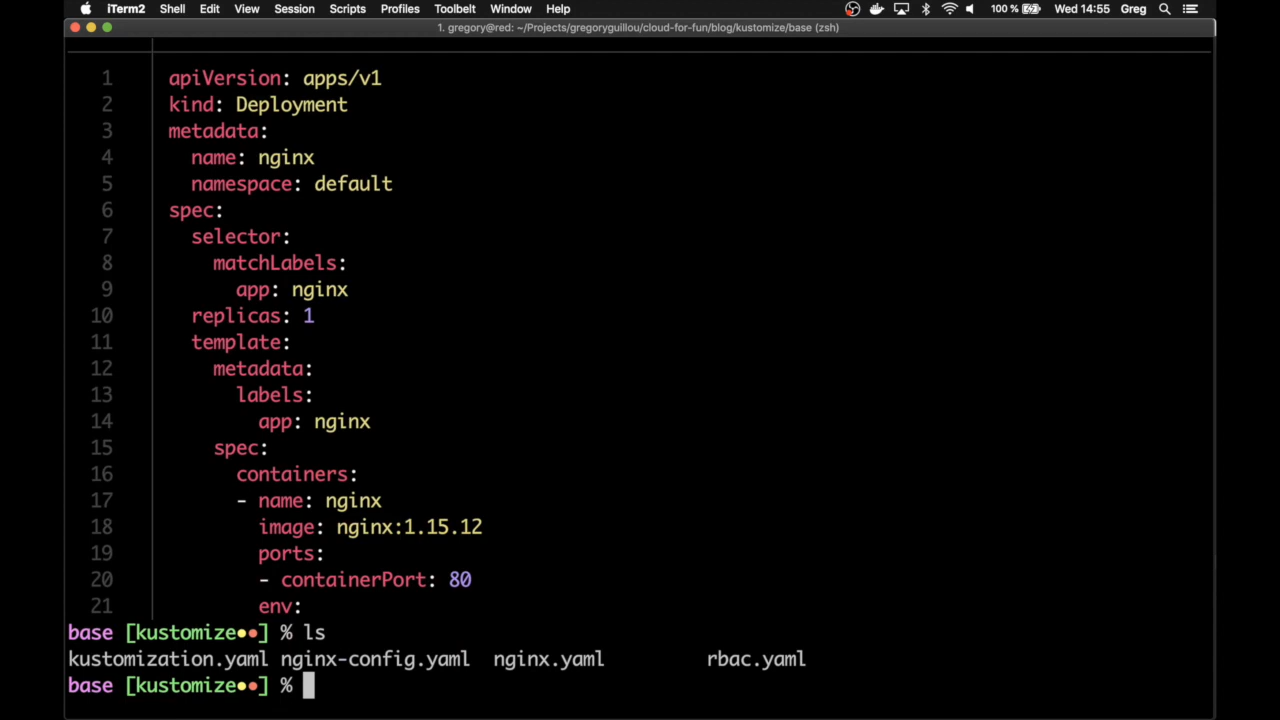 iTerm2 Shell Edit View Session Scripts Profiles Toolbelt Window Help 100 % Wed 14:55 Greg
1. gregory@red: ~/Projects/gregoryguillou/cloud-for-fun/blog/kustomize/base (zsh)
1 apiVersion: apps/v1
2 kind: Deployment
3 metadata:
4 name: nginx
5 namespace: default
6 spec:
7 selector:
8 matchLabels:
9 app: nginx
10 replicas: 1
11 template:
12 metadata:
13 labels:
14 app: nginx
15 spec:
16 containers:
17 - name: nginx
18 image: nginx:1.15.12
19 ports:
20 - containerPort: 80
21 env:
base [kustomize●●] % ls
kustomization.yaml nginx-config.yaml nginx.yaml rbac.yaml
base [kustomize●●] %